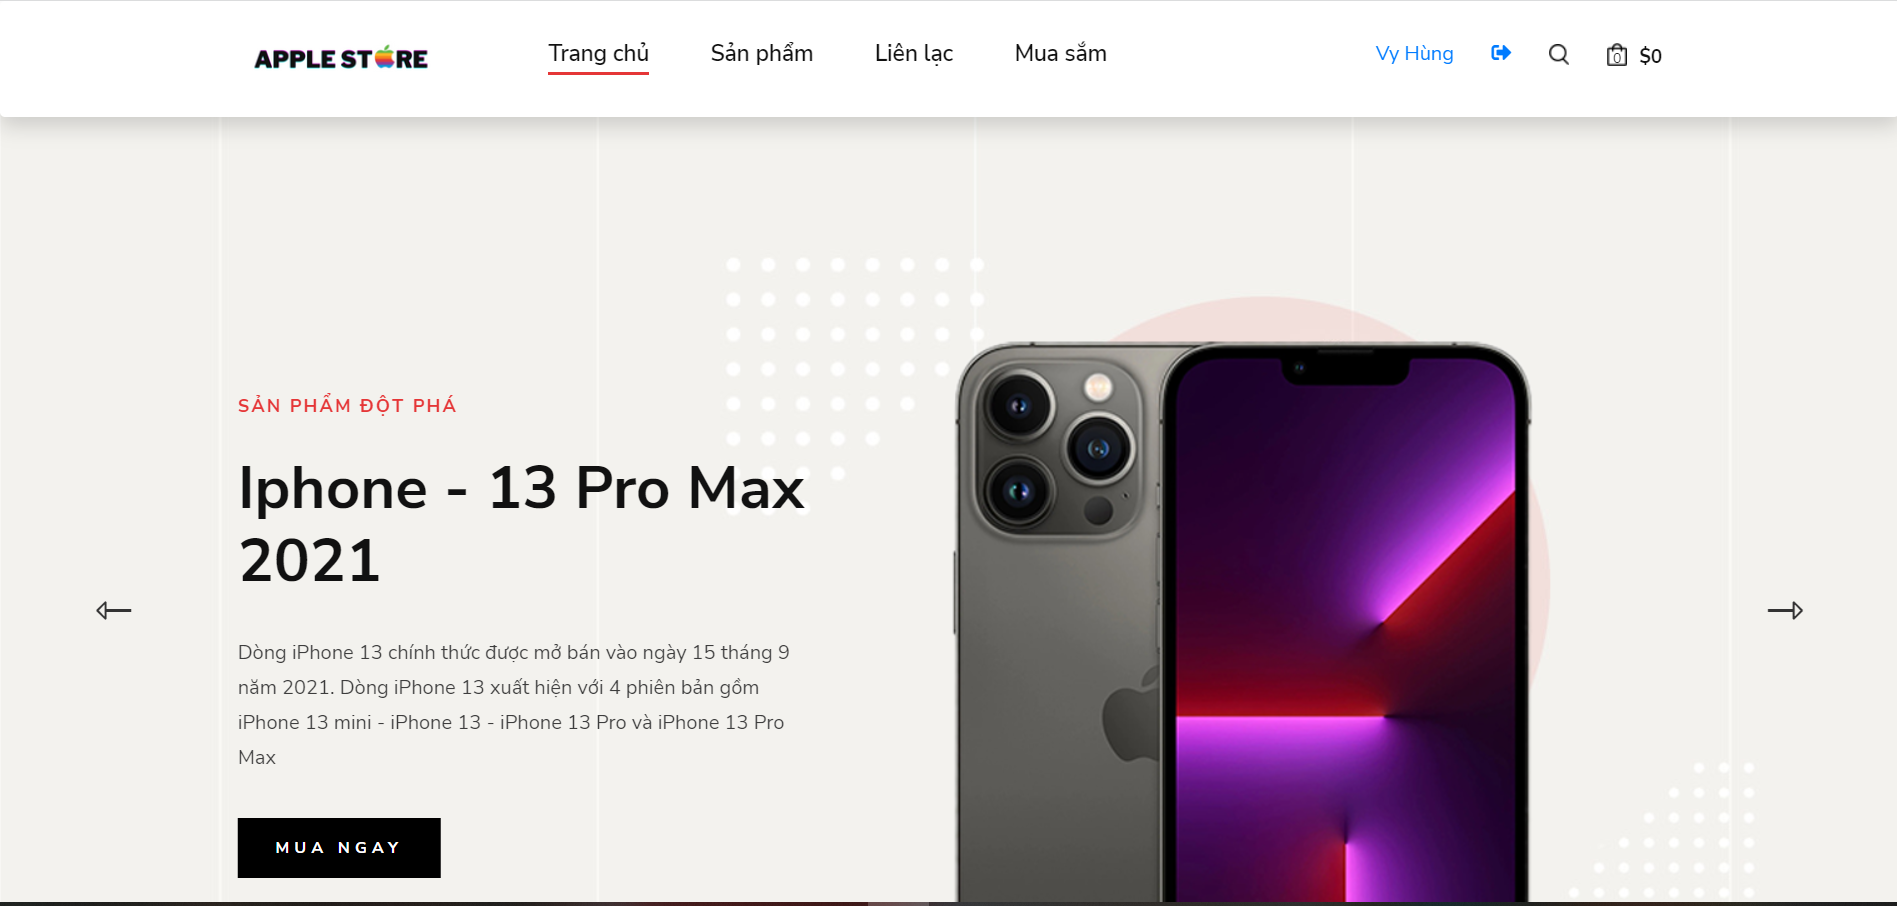 APPLE STORE
Trang chủ
Sản phẩm
Liên lạc
Mua sắm
Vy Hùng
0
$0
SẢN PHẨM ĐỘT PHÁ
Iphone - 13 Pro Max
2021
Dòng iPhone 13 chính thức được mở bán vào ngày 15 tháng 9
năm 2021. Dòng iPhone 13 xuất hiện với 4 phiên bản gồm
iPhone 13 mini - iPhone 13 - iPhone 13 Pro và iPhone 13 Pro
Max
MUA NGAY